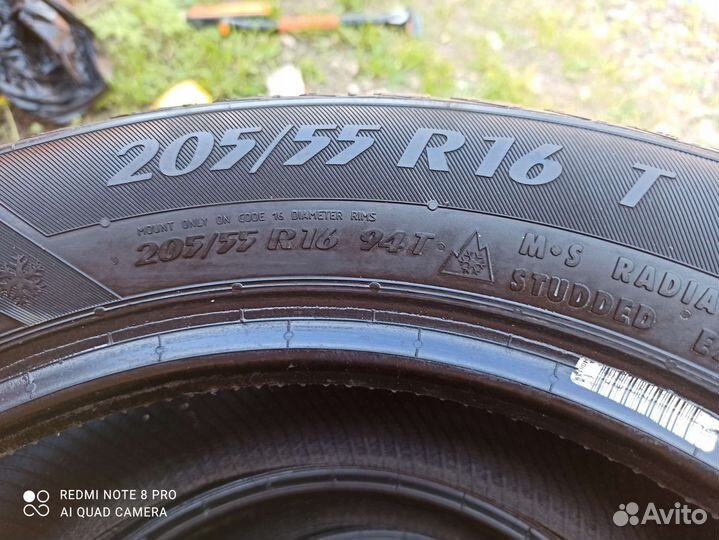 205/55 R16 T
MOUNT ONLY ON CODE 16 DIAMETER RIMS
205/55 R16 94T
M·S RADIA
STUDDED
REDMI NOTE 8 PRO
AI QUAD CAMERA
Avito